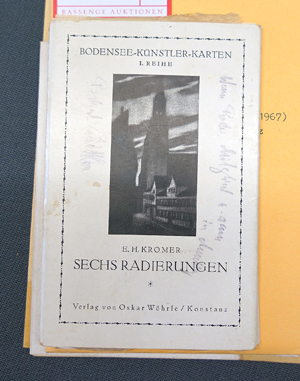 BASSENGE AUKTIONEN
BODENSEE-KÜNSTLER-KARTEN
I. REIHE
1967)
E. H. KROMER
SECHS RADIERUNGEN
*
Verlag von Oskar Wöhrle / Konstanz